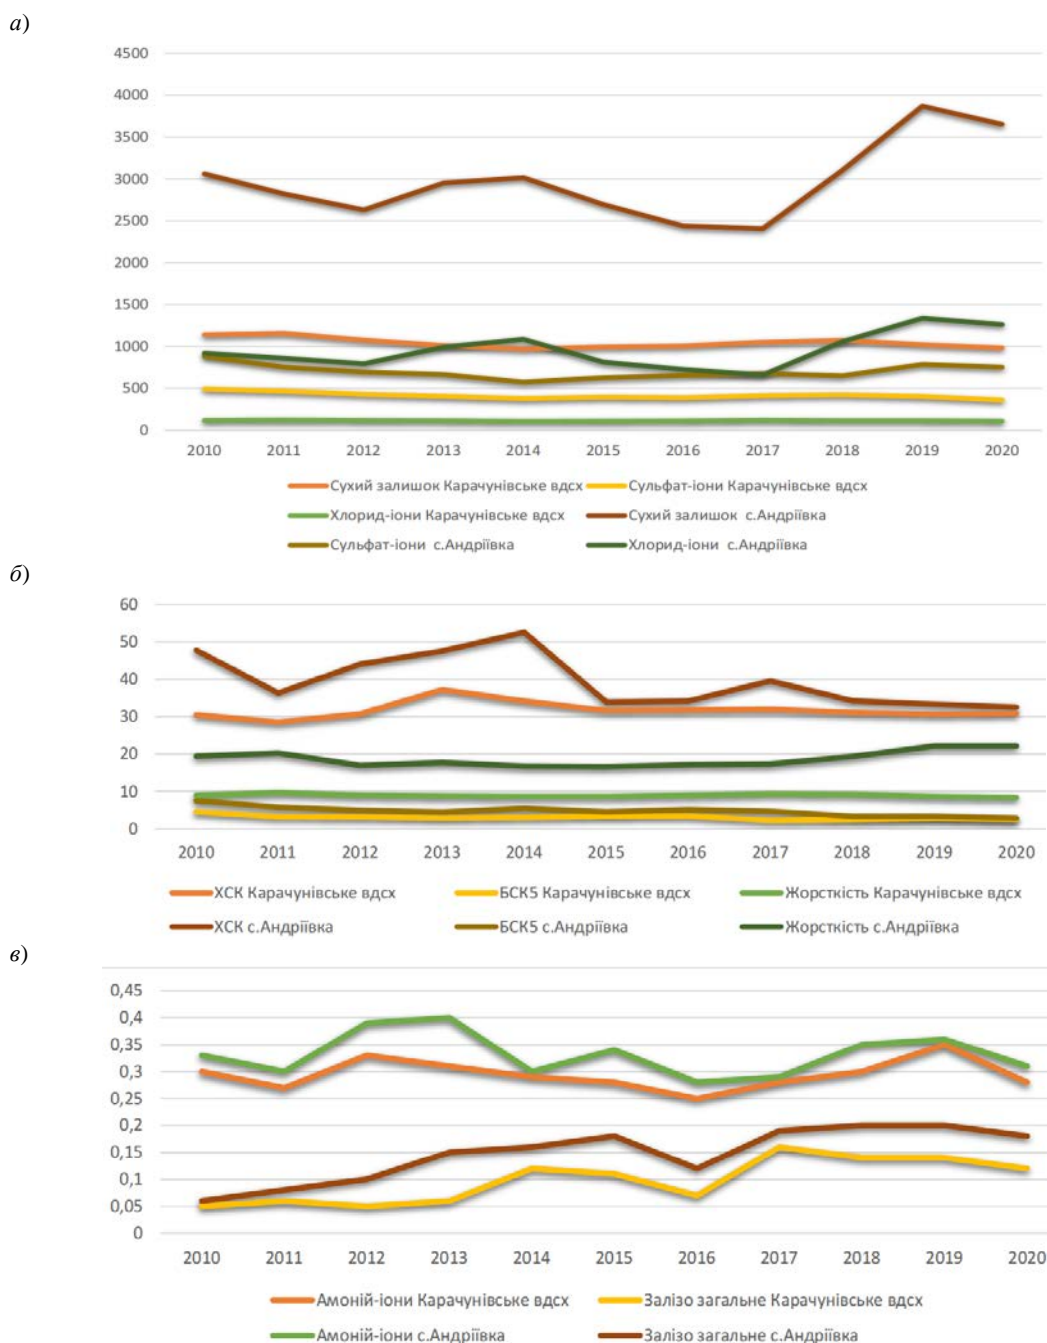 а)
4500
4000
3500
3000
2500
2000
1500
1000
500
0
2010 2011 2012 2013 2014 2015 2016 2017 2018 2019 2020
Сухий залишок Карачунівське вдсх Сульфат-іони Карачунівське вдсх
Хлорид-іони Карачунівське вдсх Сухий залишок с.Андріївка
Сульфат-іони с.Андріївка Хлорид-іони с.Андріївка
б)
60
50
40
30
20
10
0
2010 2011 2012 2013 2014 2015 2016 2017 2018 2019 2020
ХСК Карачунівське вдсх БСК5 Карачунівське вдсх Жорсткість Карачунівське вдсх
ХСК с.Андріївка БСК5 с.Андріївка Жорсткість с.Андріївка
в)
0,45
0,4
0,35
0,3
0,25
0,2
0,15
0,1
0,05
0
2010 2011 2012 2013 2014 2015 2016 2017 2018 2019 2020
Амоній-іони Карачунівське вдсх Залізо загальне Карачунівське вдсх
Амоній-іони с.Андріївка Залізо загальне с.Андріївка